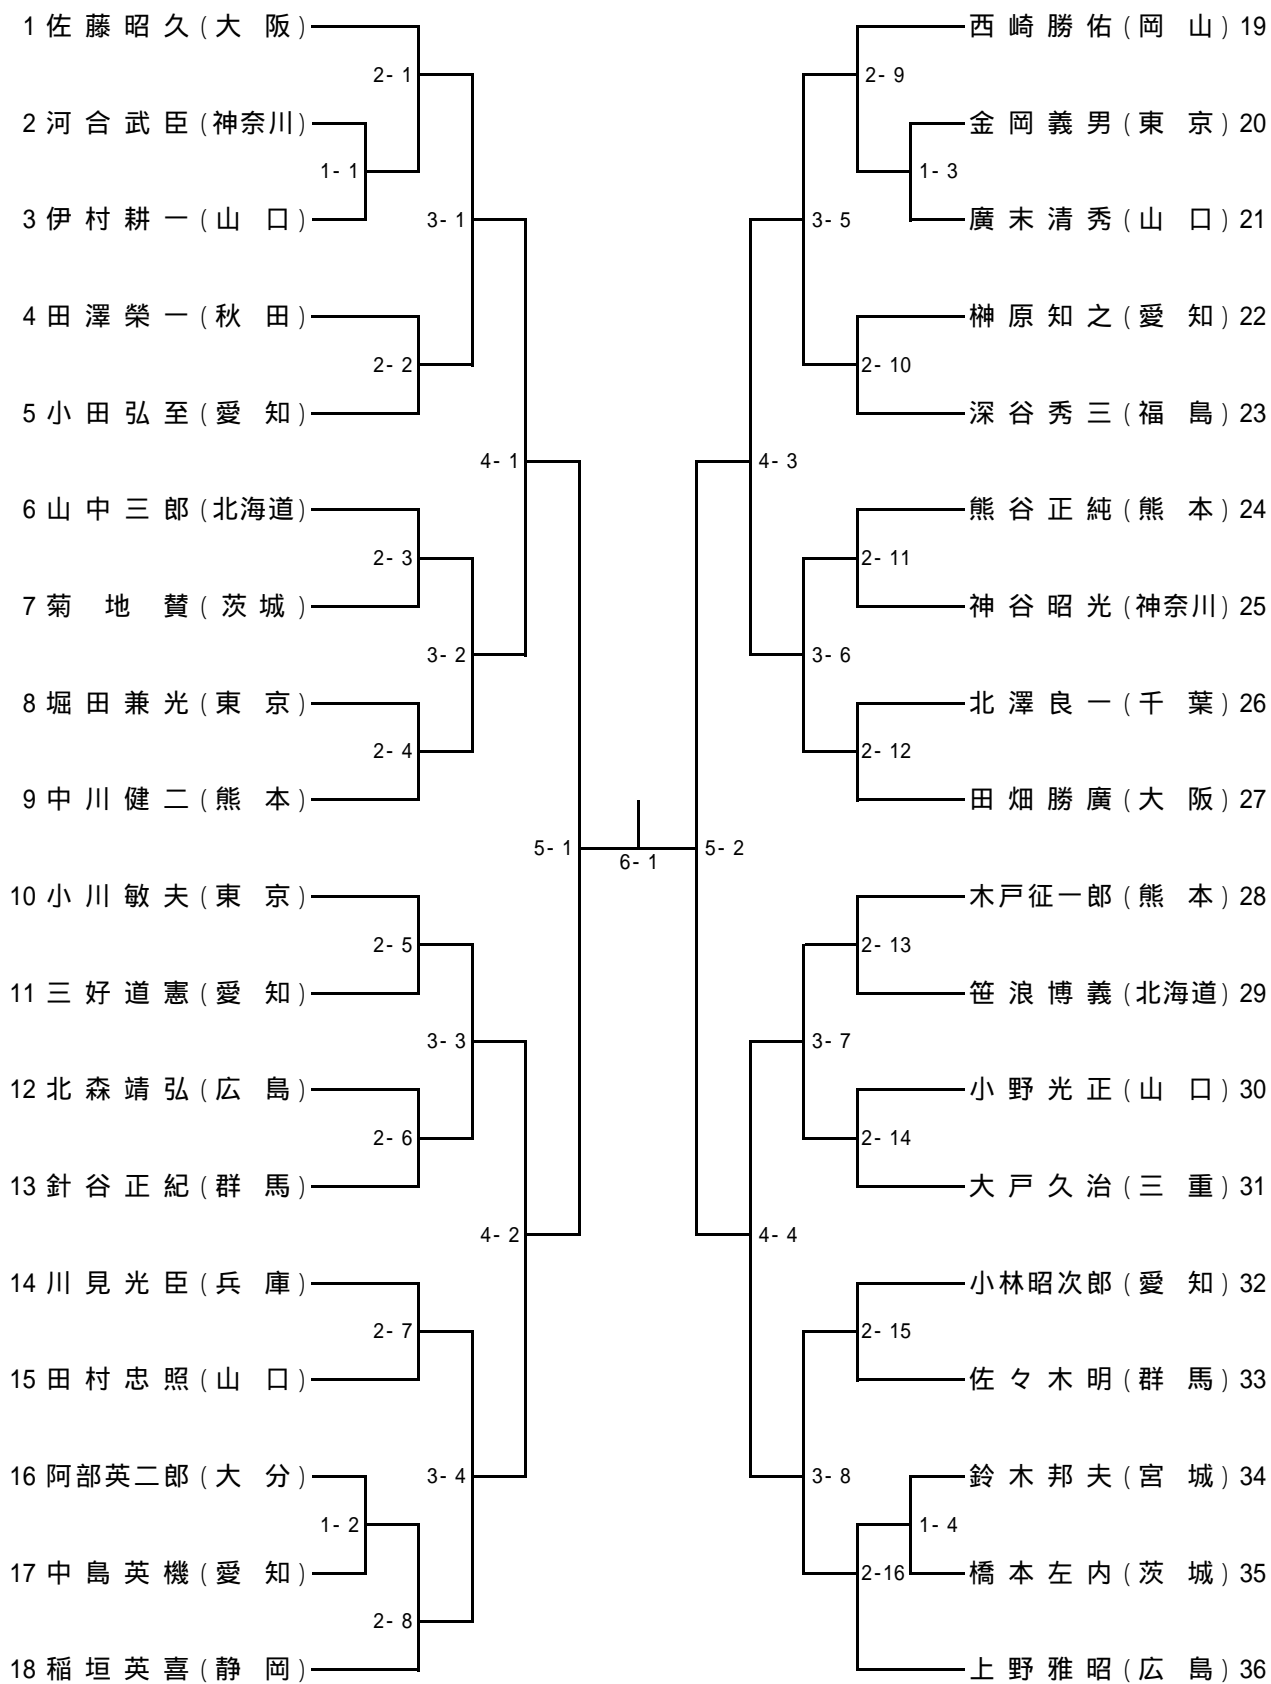 1 佐藤昭久(大 阪)
2- 1
2 河合武臣(神奈川)
1- 1
3 伊村耕一(山 口)
3- 1
4 田澤榮一(秋 田)
2- 2
5 小田弘至(愛 知)
4- 1
6 山中三郎(北海道)
2- 3
7 菊 地 賛(茨城)
3- 2
8 堀田兼光(東 京)
2- 4
9 中川健二(熊 本)
5- 1
10 小川敏夫(東 京)
2- 5
11 三好道憲(愛 知)
3- 3
12 北森靖弘(広 島)
2- 6
13 針谷正紀(群 馬)
4- 2
14 川見光臣(兵 庫)
2- 7
15 田村忠照(山 口)
3- 4
16 阿部英二郎(大 分)
1- 2
17 中島英機(愛 知)
2- 8
18 稲垣英喜(静 岡)
6- 1
西崎勝佑(岡 山) 19
2- 9
金岡義男(東 京) 20
1- 3
廣末清秀(山 口) 21
3- 5
榊原知之(愛 知) 22
2- 10
深谷秀三(福 島) 23
4- 3
熊谷正純(熊 本) 24
2- 11
神谷昭光(神奈川) 25
3- 6
北澤良一(千 葉) 26
2- 12
田畑勝廣(大 阪) 27
5- 2
木戸征一郎(熊 本) 28
2- 13
笹浪博義(北海道) 29
3- 7
小野光正(山 口) 30
2- 14
大戸久治(三 重) 31
4- 4
小林昭次郎(愛 知) 32
2- 15
佐々木明(群 馬) 33
3- 8
鈴木邦夫(宮 城) 34
1- 4
橋本左内(茨 城) 35
2-16
上野雅昭(広 島) 36